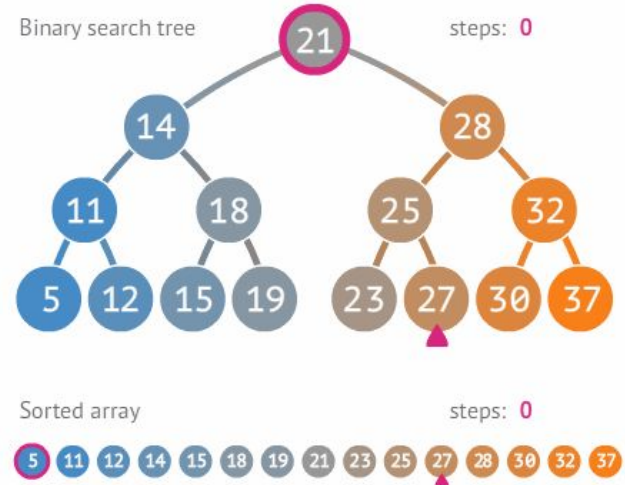 Binary search tree steps: 0
21
14 28
11 18 25 32
5 12 15 19 23 27 30 37
Sorted array steps: 0
5 11 12 14 15 18 19 21 23 25 27 28 30 32 37